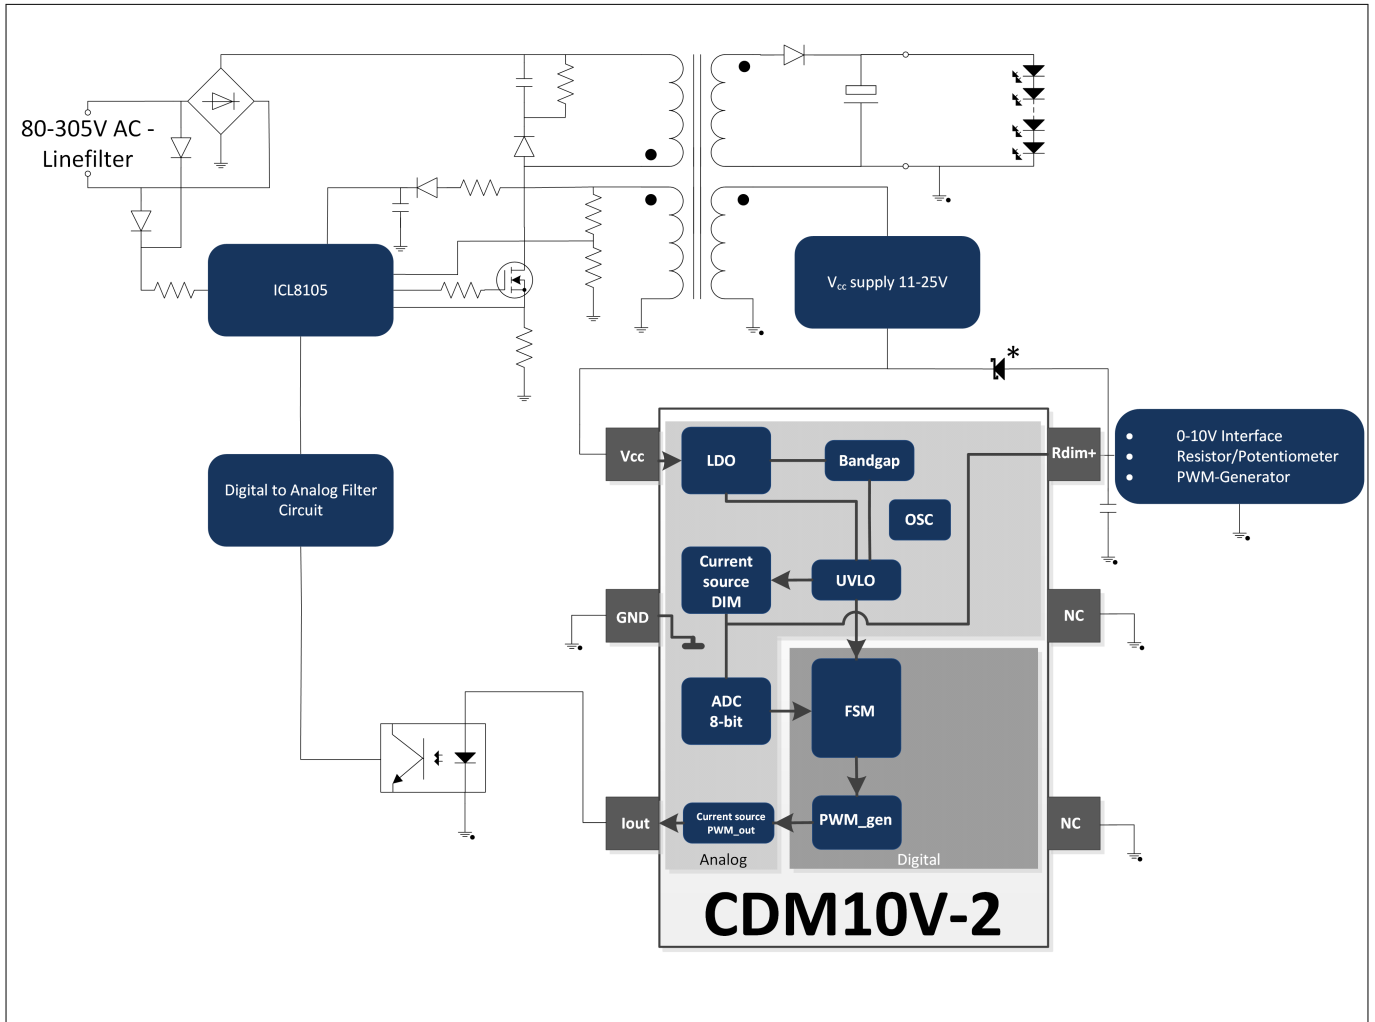 80-305V AC -
Linefilter
ICL8105
Vcc supply 11-25V
*
Digital to Analog Filter
Circuit
Vcc
LDO
Bandgap
Rdim+
• 0-10V Interface
• Resistor/Potentiometer
• PWM-Generator
OSC
Current
source
DIM
UVLO
GND
NC
ADC
8-bit
FSM
Iout
Current source
PWM_out
PWM_gen
NC
Analog
Digital
CDM10V-2